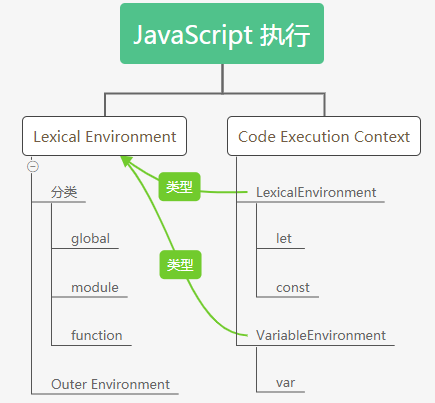 JavaScript 执行
Lexical Environment
分类
global
module
function
Outer Environment
Code Execution Context
类型
LexicalEnvironment
let
const
类型
VariableEnvironment
var